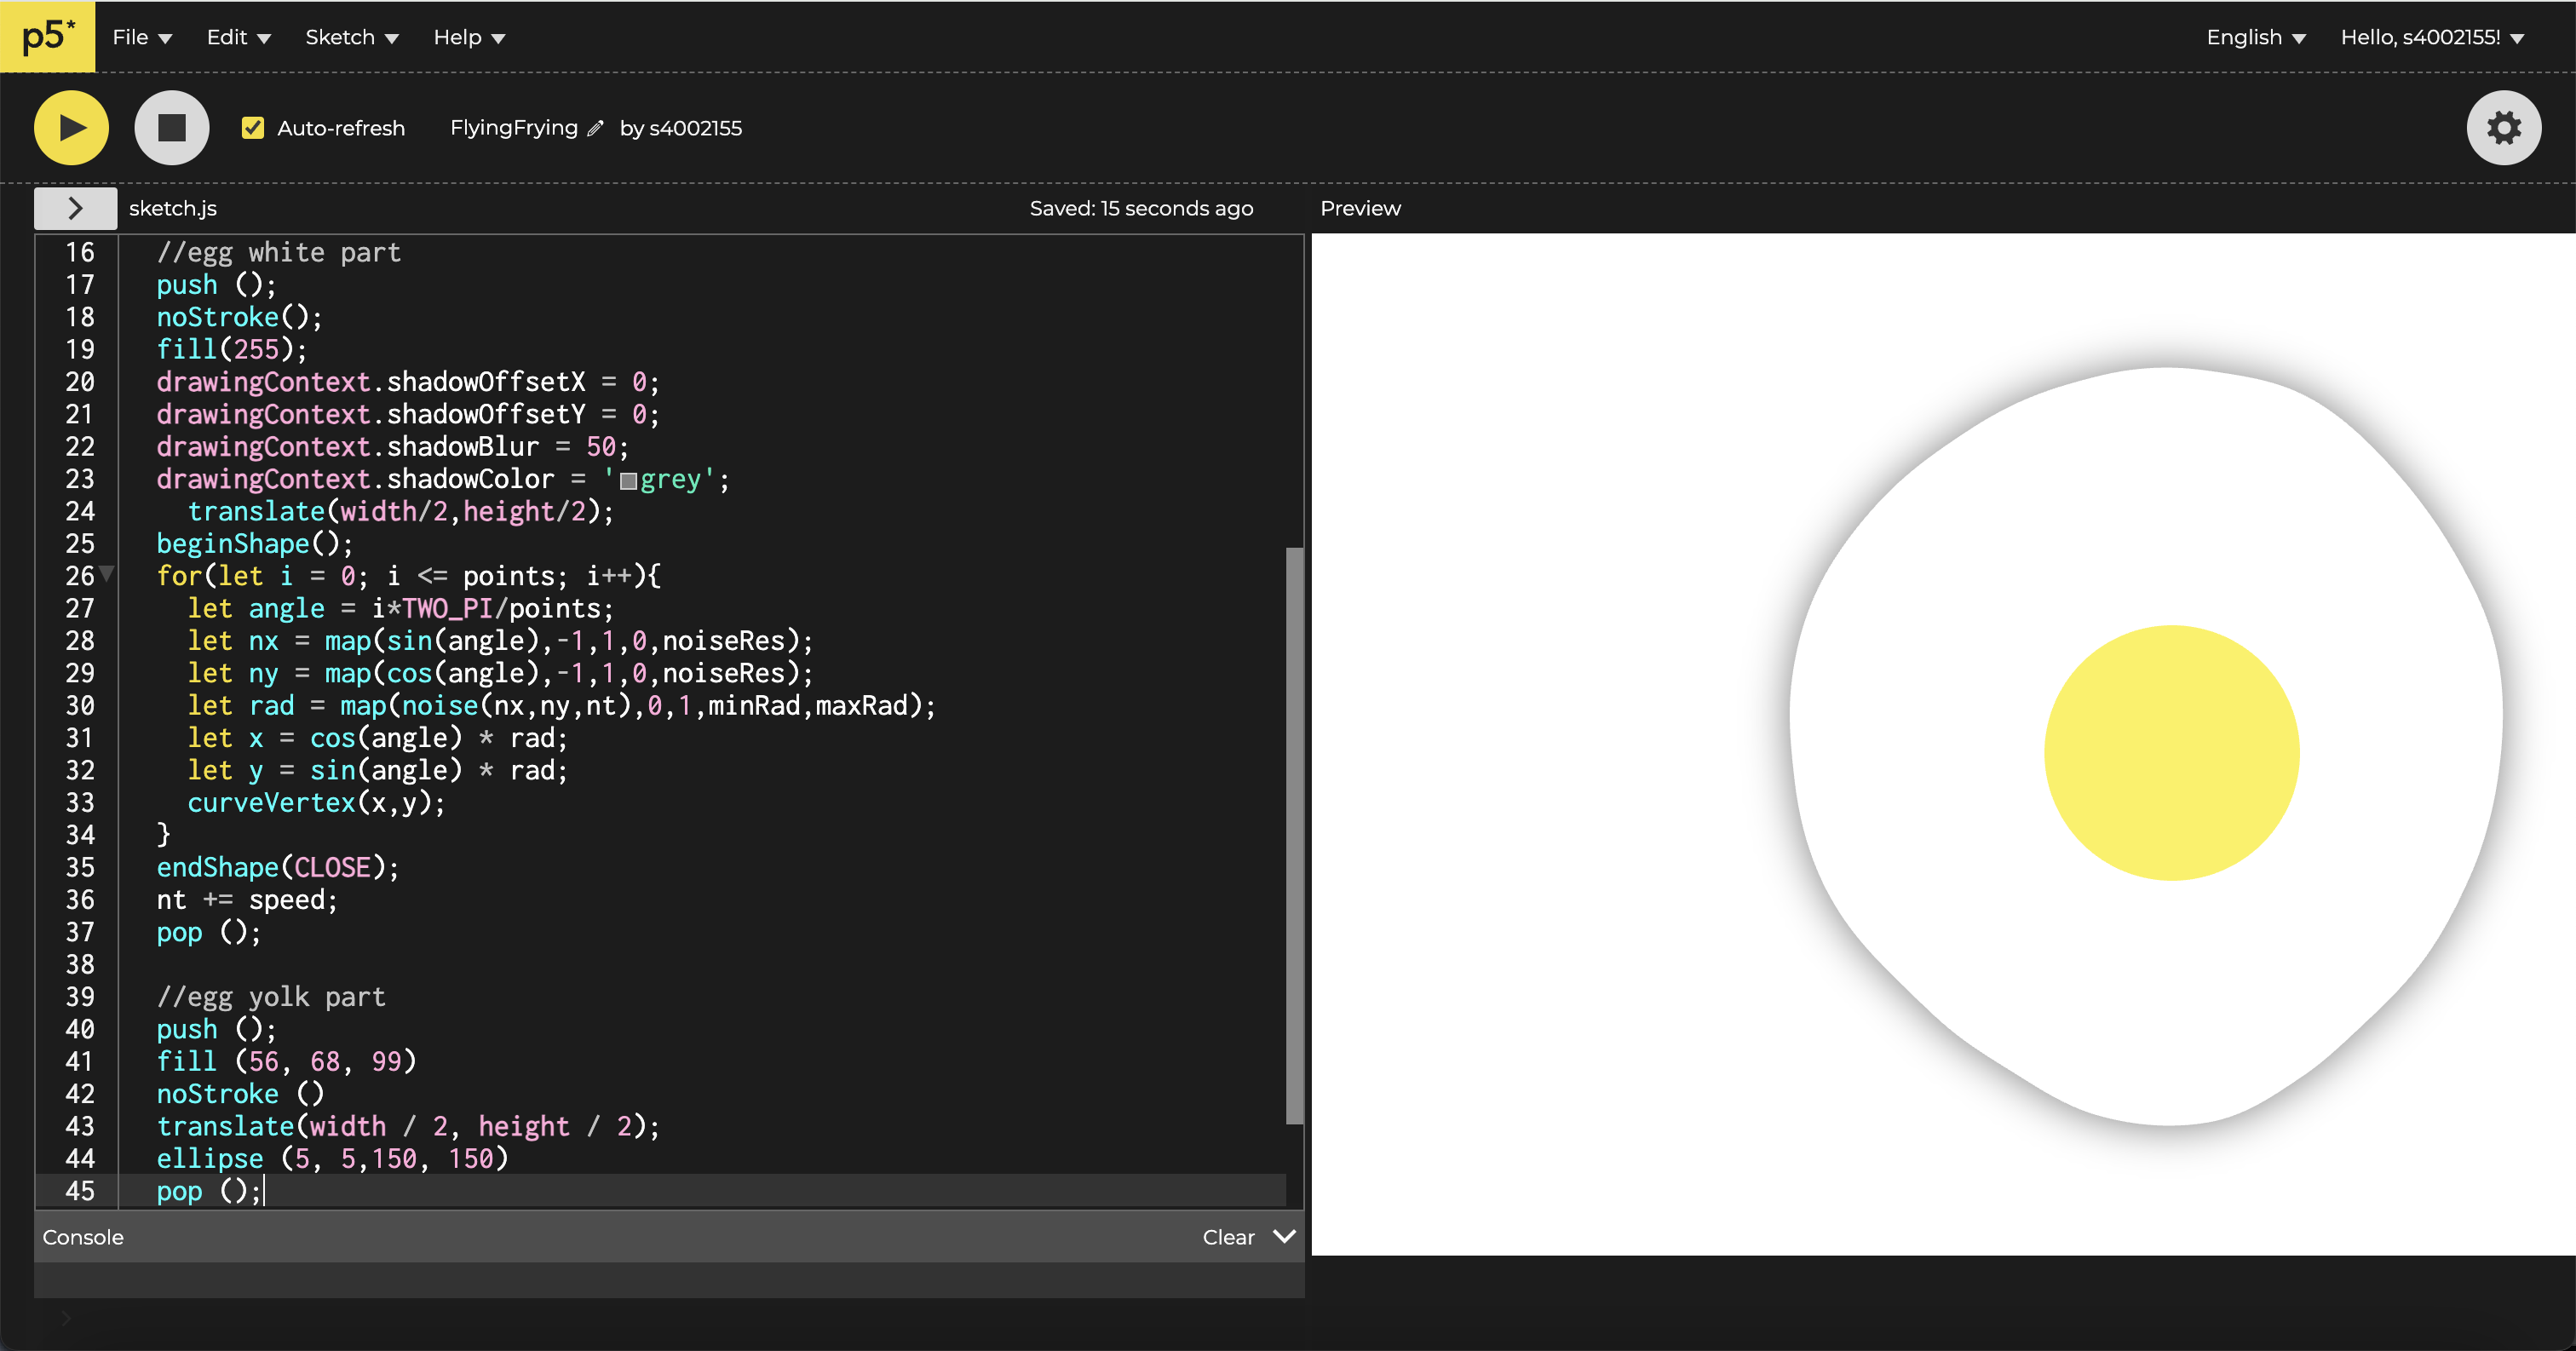 p5* File Edit Sketch Help English Hello, s4002155!
Auto-refresh FlyingFrying by s4002155
> sketch.js Saved: 15 seconds ago Preview
16 //egg white part
17 push ();
18 noStroke();
19 fill(255);
20 drawingContext.shadowOffsetX = 0;
21 drawingContext.shadowOffsetY = 0;
22 drawingContext.shadowBlur = 50;
23 drawingContext.shadowColor = 'grey';
24 translate(width/2,height/2);
25 beginShape();
26 for(let i = 0; i <= points; i++){
27 let angle = i*TWO_PI/points;
28 let nx = map(sin(angle),-1,1,0,noiseRes);
29 let ny = map(cos(angle),-1,1,0,noiseRes);
30 let rad = map(noise(nx,ny,nt),0,1,minRad,maxRad);
31 let x = cos(angle) * rad;
32 let y = sin(angle) * rad;
33 curveVertex(x,y);
34 }
35 endShape(CLOSE);
36 nt += speed;
37 pop ();
38
39 //egg yolk part
40 push ();
41 fill (56, 68, 99)
42 noStroke ()
43 translate(width / 2, height / 2);
44 ellipse (5, 5,150, 150)
45 pop ();
Console Clear
>